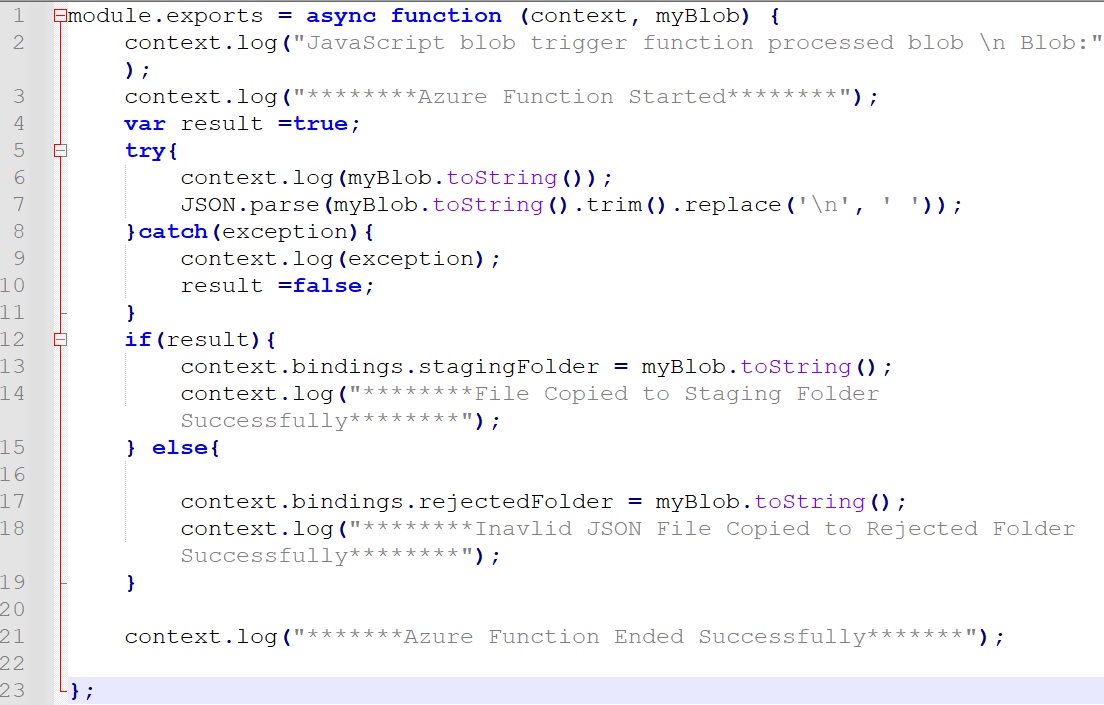 1 module.exports = async function (context, myBlob) {
2 context.log("JavaScript blob trigger function processed blob \n Blob:"
);
3 context.log("********Azure Function Started********");
4 var result =true;
5 try{
6 context.log(myBlob.toString());
7 JSON.parse(myBlob.toString().trim().replace('\n', ' '));
8 }catch(exception){
9 context.log(exception);
10 result =false;
11 }
12 if(result){
13 context.bindings.stagingFolder = myBlob.toString();
14 context.log("********File Copied to Staging Folder
Successfully********");
15 } else{
16
17 context.bindings.rejectedFolder = myBlob.toString();
18 context.log("********Inavlid JSON File Copied to Rejected Folder
Successfully********");
19 }
20
21 context.log("*******Azure Function Ended Successfully*******");
22
23 };